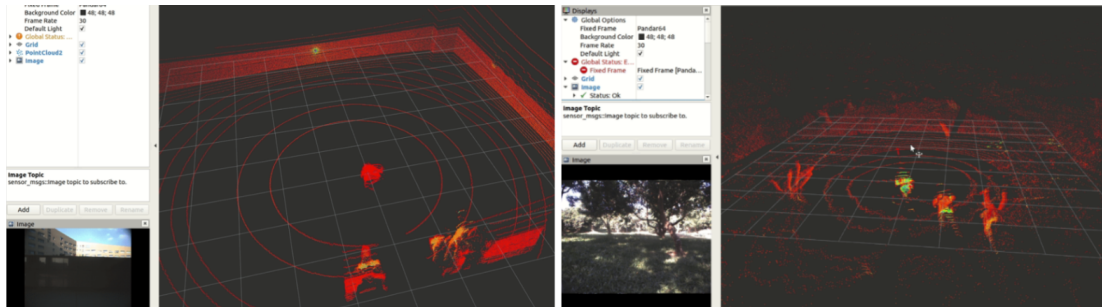 Background Color 48; 48; 48
Frame Rate 30
Default Light
Global Status: ...
Grid
PointCloud2
Image
Image Topic
sensor_msgs::Image topic to subscribe to.
Add Duplicate Remove Rename
Image
Displays
Global Options
Fixed Frame Pandar64
Background Color 48; 48; 48
Frame Rate 30
Default Light
Global Status: E...
Fixed Frame Fixed Frame [Panda...
Grid
Image
Status: Ok
Image Topic
sensor_msgs::Image topic to subscribe to.
Add Duplicate Remove Rename
Image